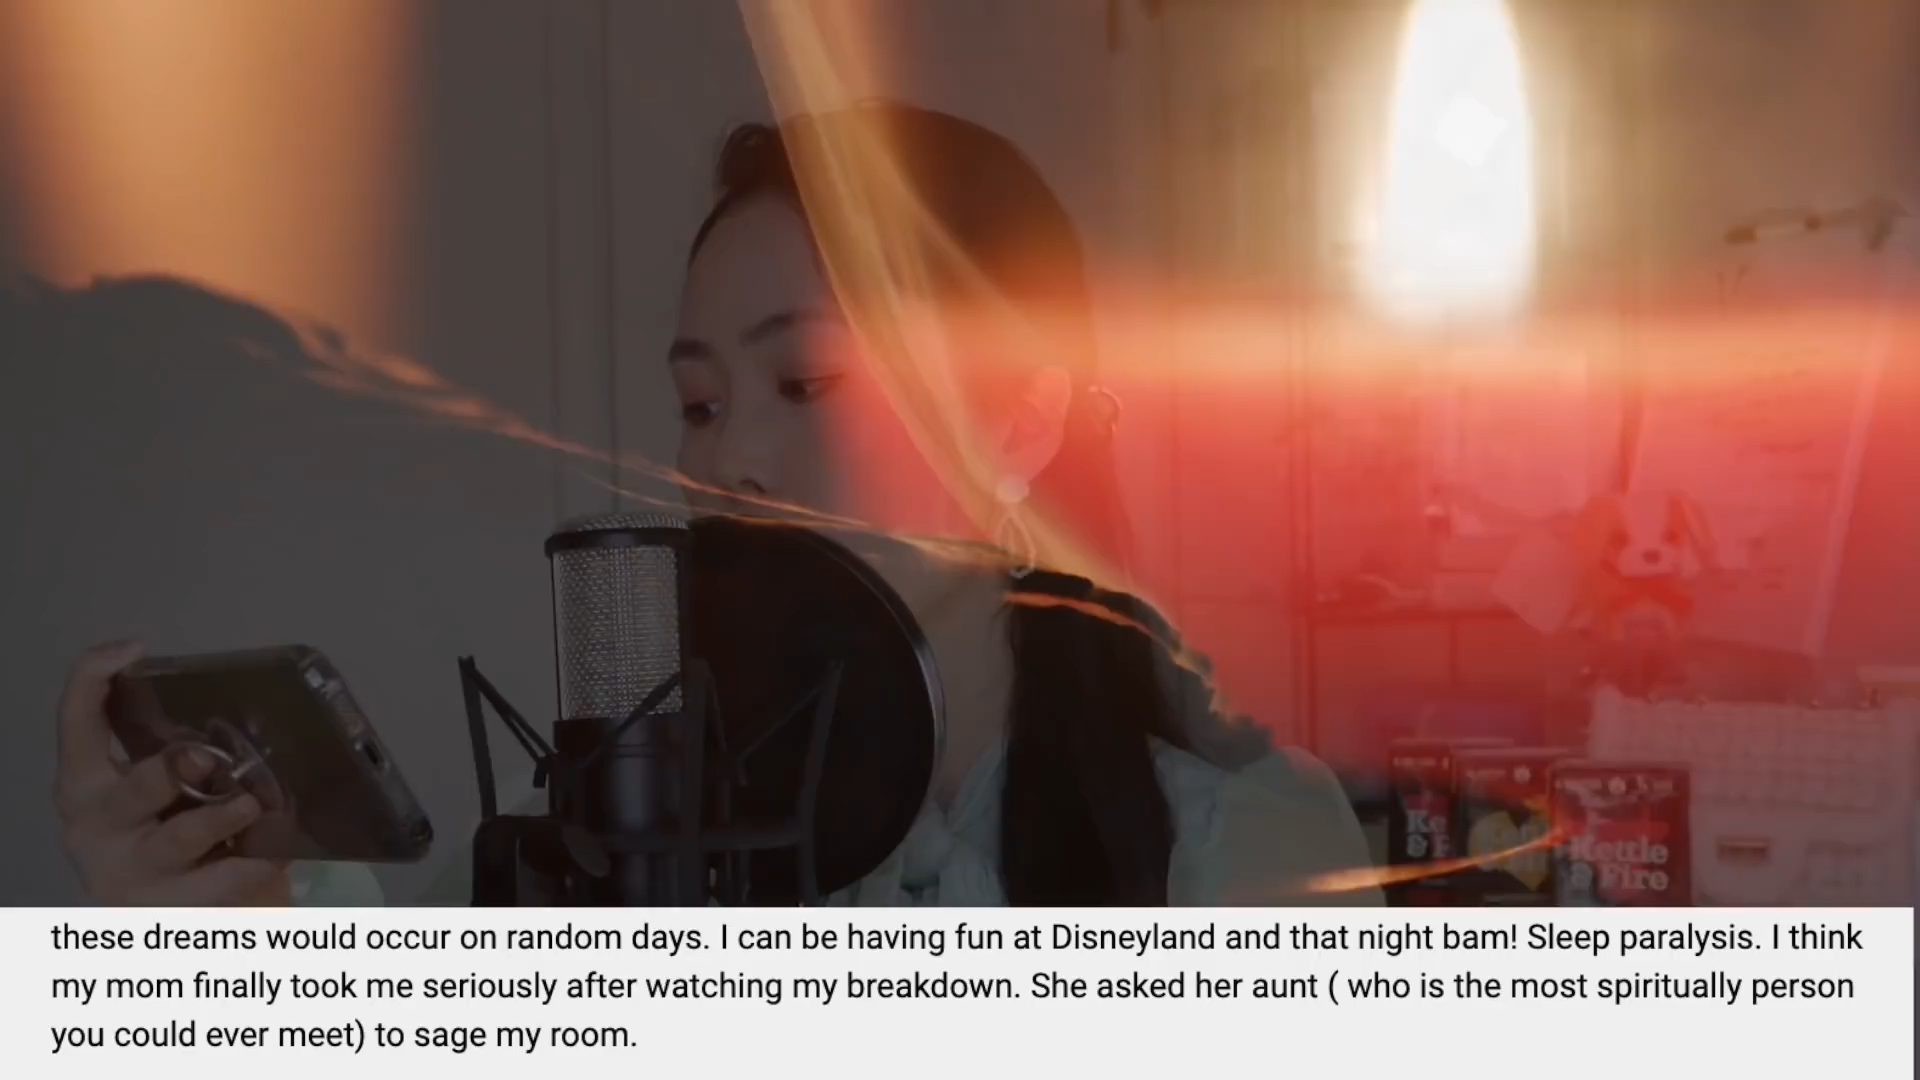 Ke
& F
Kettle
& Fire
these dreams would occur on random days. I can be having fun at Disneyland and that night bam! Sleep paralysis. I think
my mom finally took me seriously after watching my breakdown. She asked her aunt ( who is the most spiritually person
you could ever meet) to sage my room.